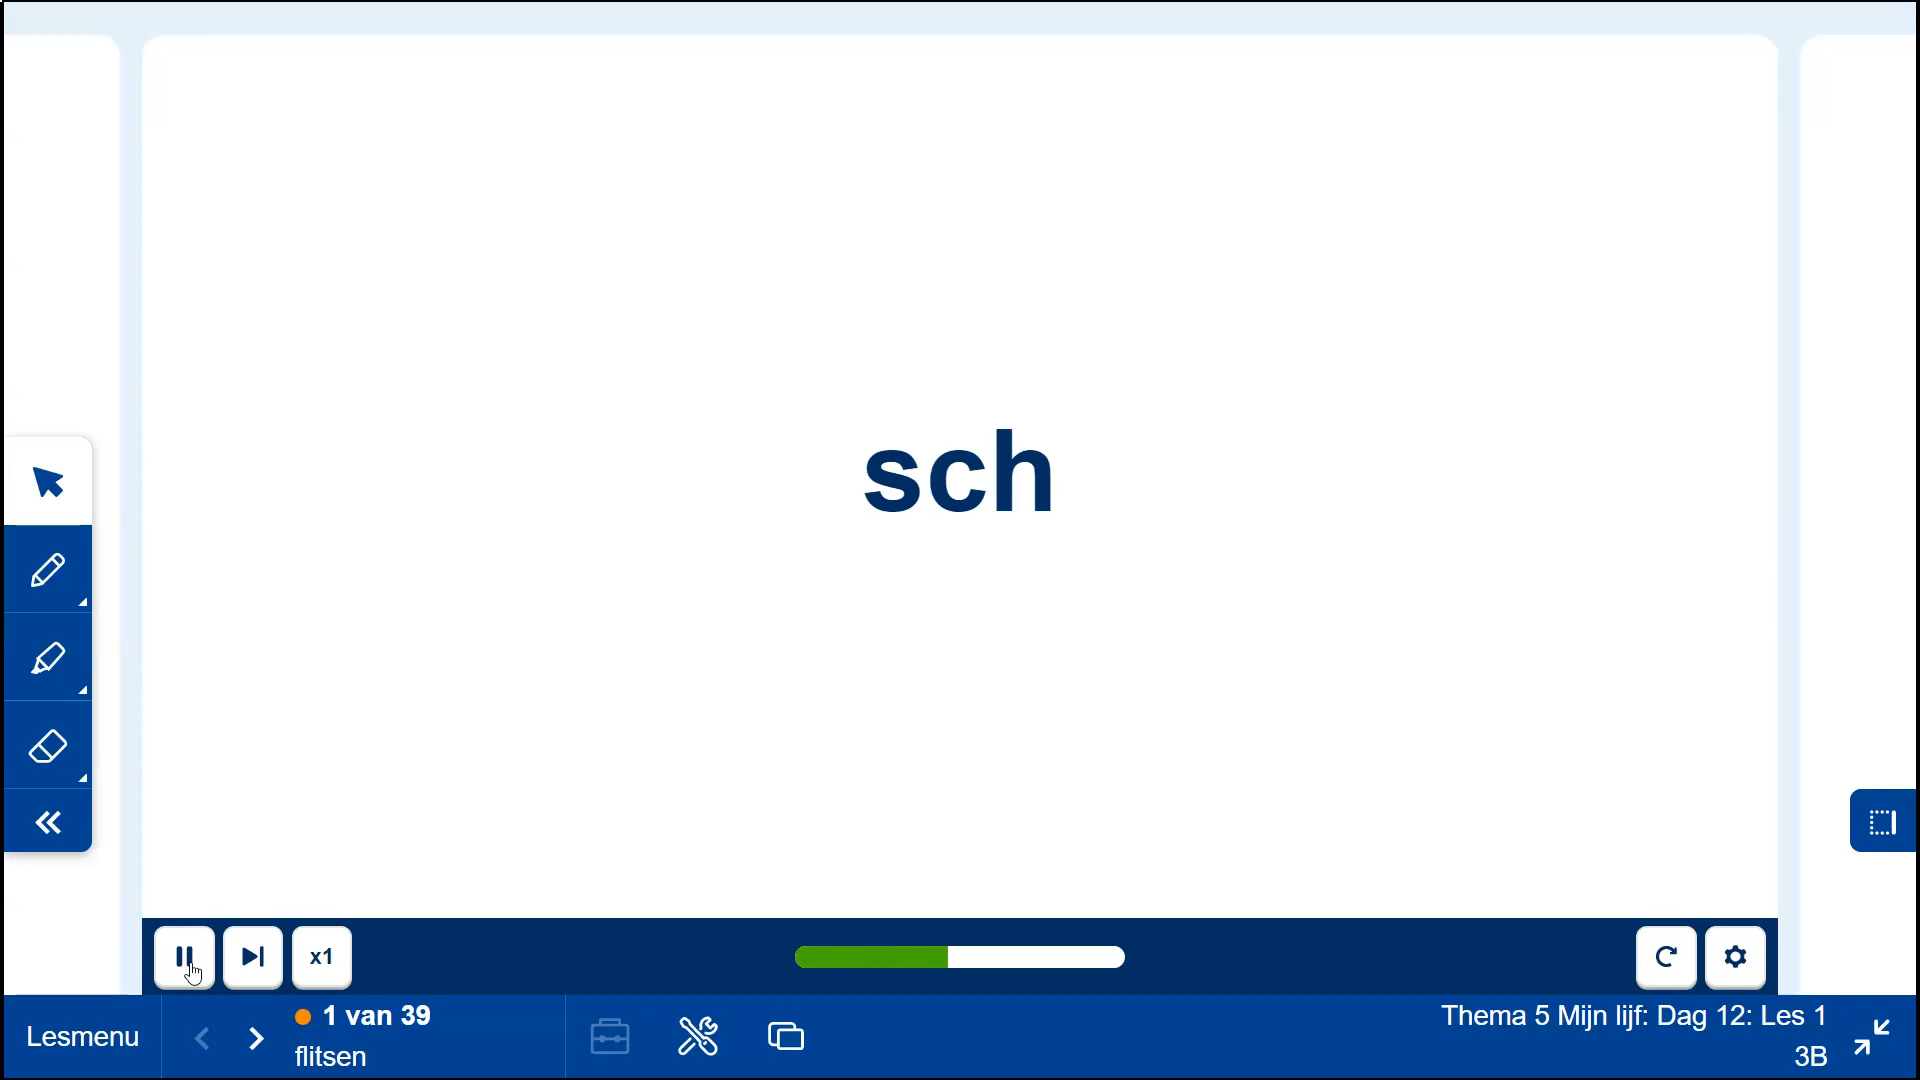 sch
x1
Lesmenu
1 van 39
flitsen
Thema 5 Mijn lijf: Dag 12: Les 1
3B